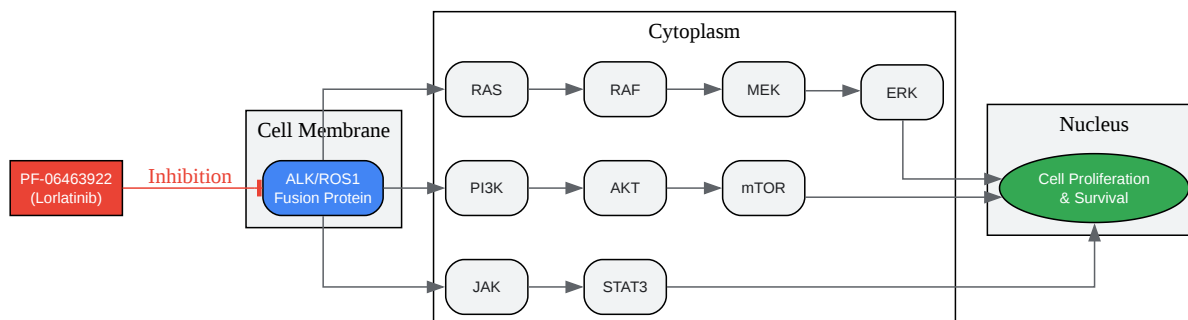 Cytoplasm
RAS
RAF
MEK
ERK
Cell Membrane
Nucleus
PF-06463922
(Lorlatinib)
Inhibition
ALK/ROS1
Fusion Protein
PI3K
AKT
mTOR
Cell Proliferation
& Survival
JAK
STAT3